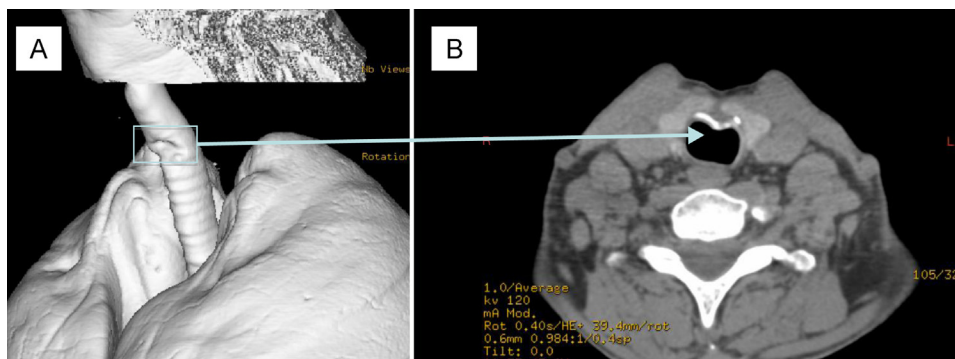 A
Mb Views
Rotation
B
R
L
105/32
1.0/Average
kv 120
mA Mod.
Rot 0.40s/HE+ 39.4mm/rot
0.6mm 0.984:1/0.4sp
Tilt: 0.0